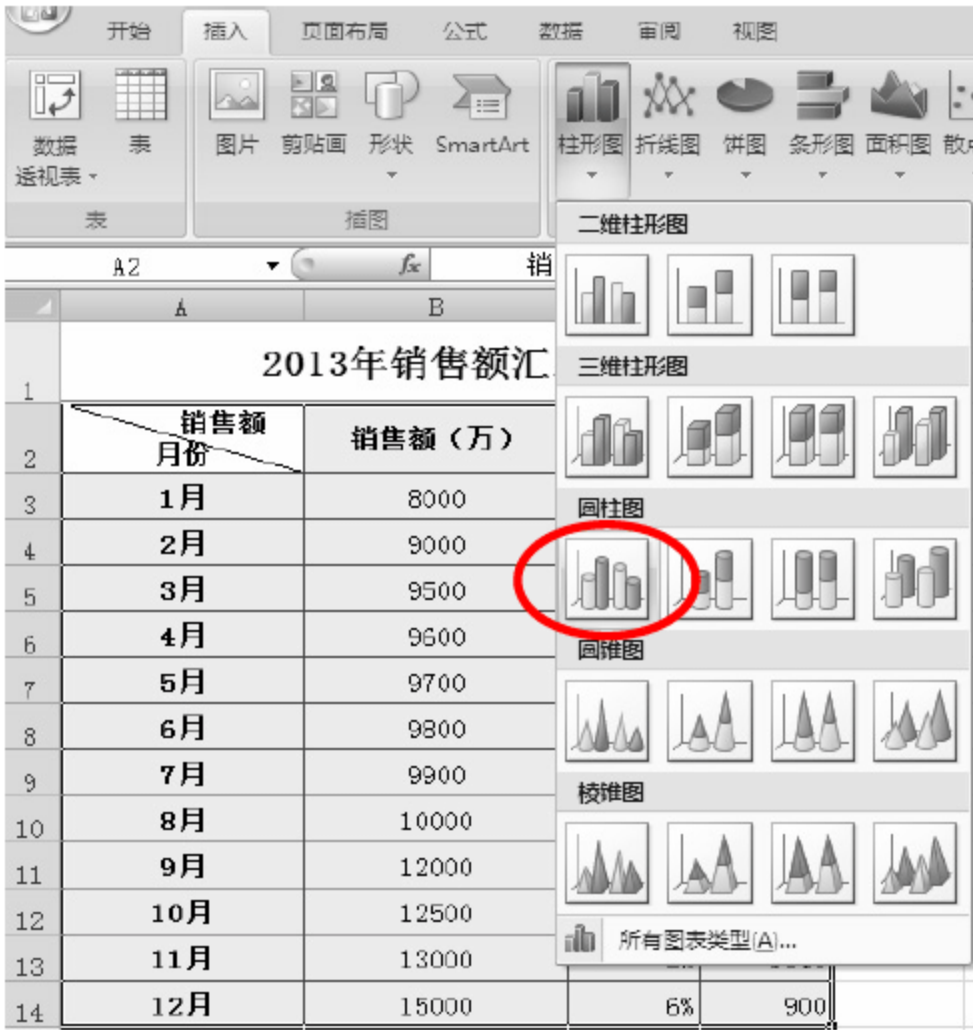 开始 插入 页面布局 公式 数据 审阅 视图
数据透视表 表 图片 剪贴画 形状 SmartArt 柱形图 折线图 饼图 条形图 面积图 散点
表 插图
A2 fx 销
A B
1 2013年销售额汇
2 销售额 月份 销售额（万）
3 1月 8000
4 2月 9000
5 3月 9500
6 4月 9600
7 5月 9700
8 6月 9800
9 7月 9900
10 8月 10000
11 9月 12000
12 10月 12500
13 11月 13000
14 12月 15000 6% 900
二维柱形图
三维柱形图
圆柱图
圆锥图
棱锥图
所有图表类型(A)...